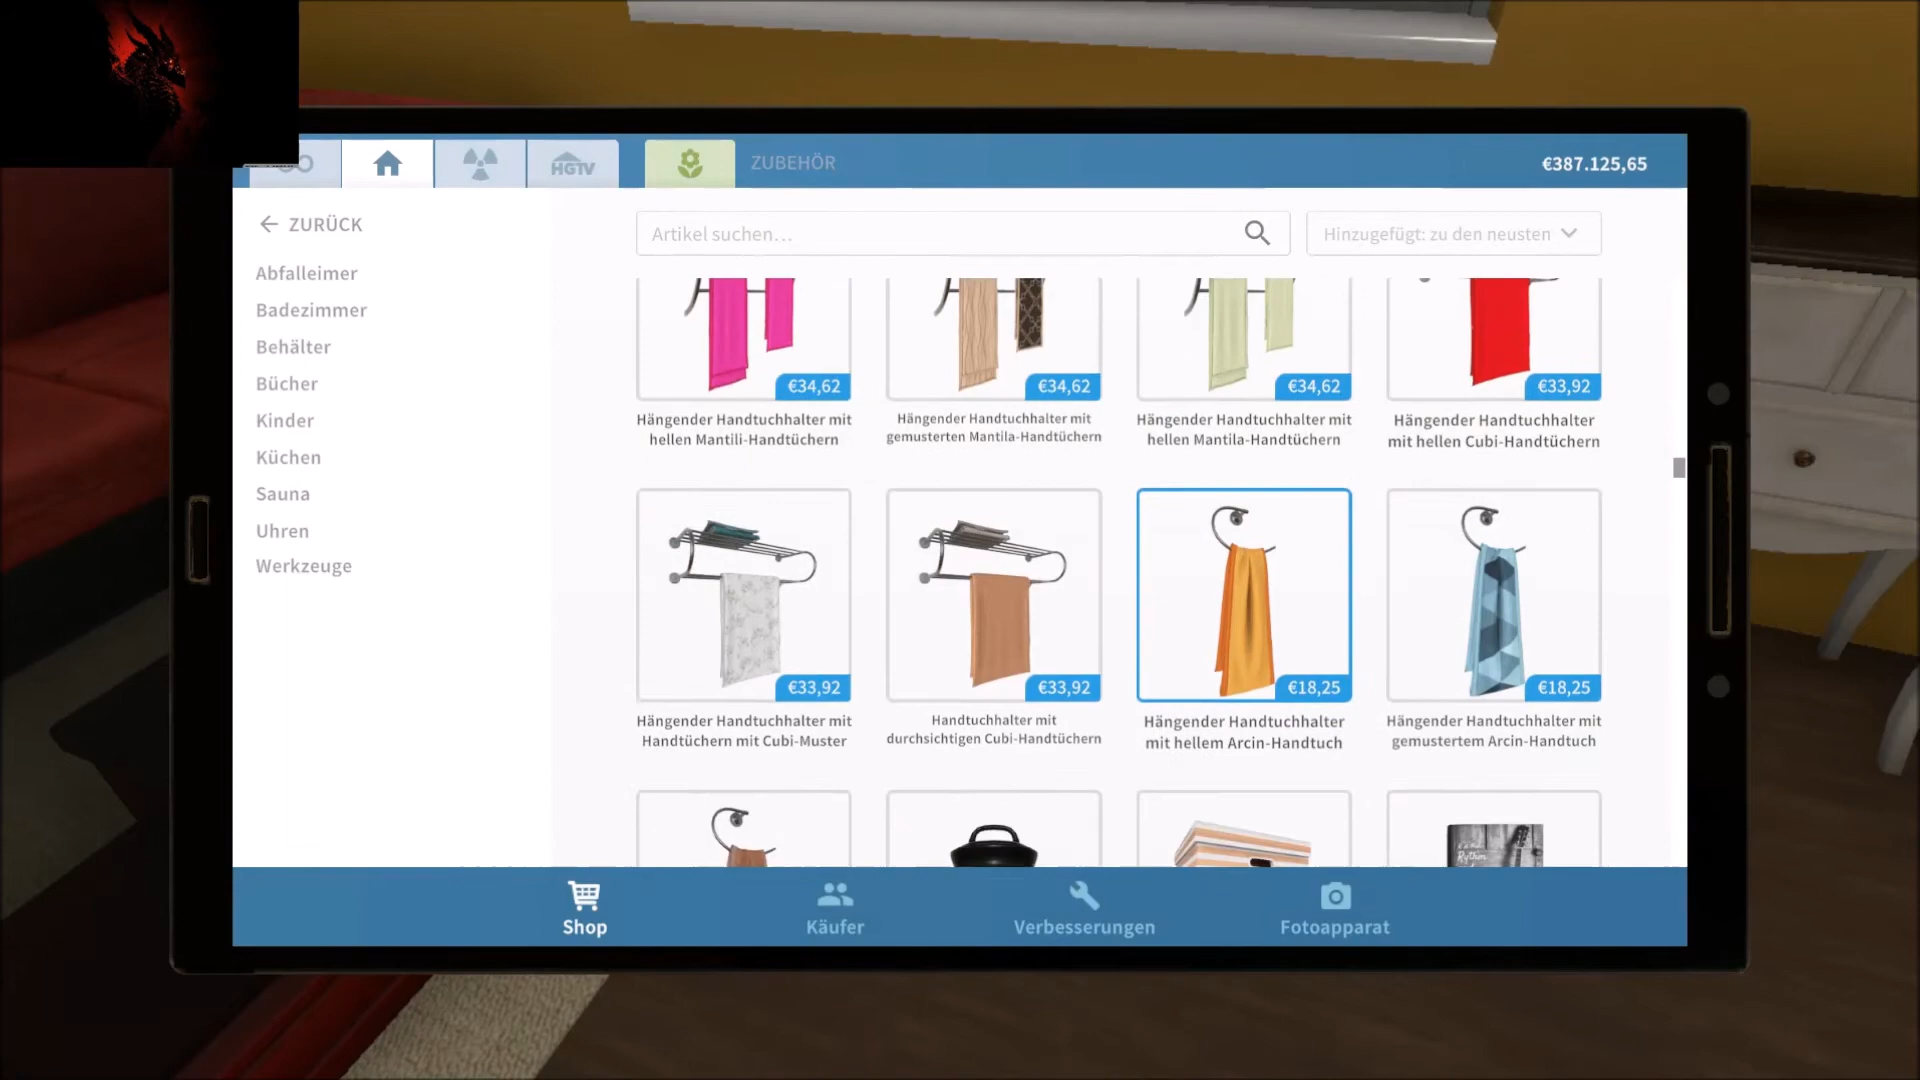 HGTV
ZUBEHÖR
€387.125,65
ZURÜCK
Artikel suchen...
Hinzugefügt: zu den neusten
Abfalleimer
Badezimmer
Behälter
Bücher
Kinder
Küchen
Sauna
Uhren
Werkzeuge
€34,62
€34,62
€34,62
€33,92
Hängender Handtuchhalter mit
hellen Mantili-Handtüchern
Hängender Handtuchhalter mit
gemusterten Mantila-Handtüchern
Hängender Handtuchhalter mit
hellen Mantila-Handtüchern
Hängender Handtuchhalter
mit hellen Cubi-Handtüchern
€33,92
€33,92
€18,25
€18,25
Hängender Handtuchhalter mit
Handtüchern mit Cubi-Muster
Handtuchhalter mit
durchsichtigen Cubi-Handtüchern
Hängender Handtuchhalter
mit hellem Arcin-Handtuch
Hängender Handtuchhalter mit
gemustertem Arcin-Handtuch
Rythm
Shop
Käufer
Verbesserungen
Fotoapparat